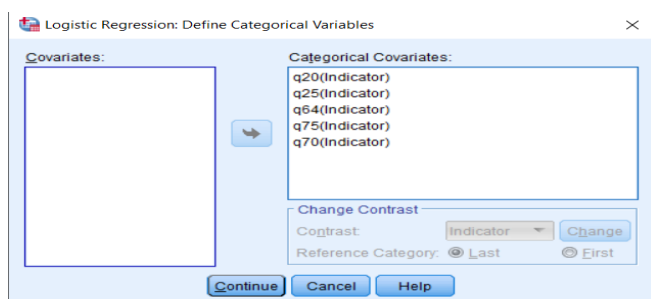 Logistic Regression: Define Categorical Variables
Covariates:
Categorical Covariates:
q20(Indicator)
q25(Indicator)
q64(Indicator)
q75(Indicator)
q70(Indicator)
Change Contrast
Contrast: Indicator Change
Reference Category: Last First
Continue Cancel Help